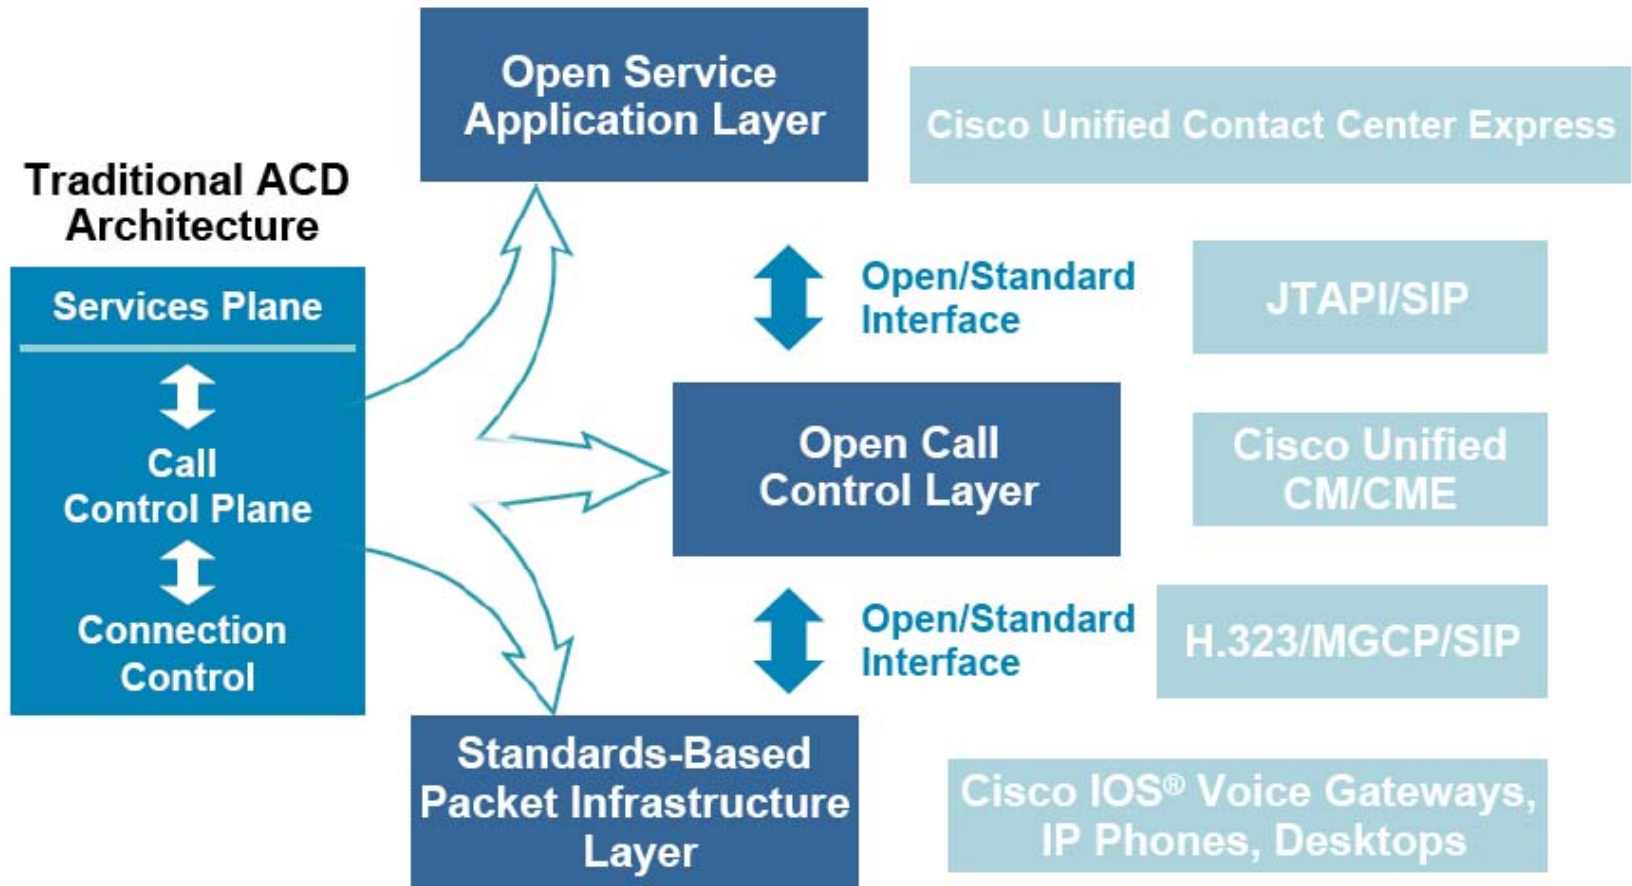 Traditional ACD
Architecture
Services Plane
Call
Control Plane
Connection
Control
Open Service
Application Layer
Cisco Unified Contact Center Express
Open/Standard
Interface
JTAPI/SIP
Open Call
Control Layer
Cisco Unified
CM/CME
Open/Standard
Interface
H.323/MGCP/SIP
Standards-Based
Packet Infrastructure
Layer
Cisco IOS® Voice Gateways,
IP Phones, Desktops